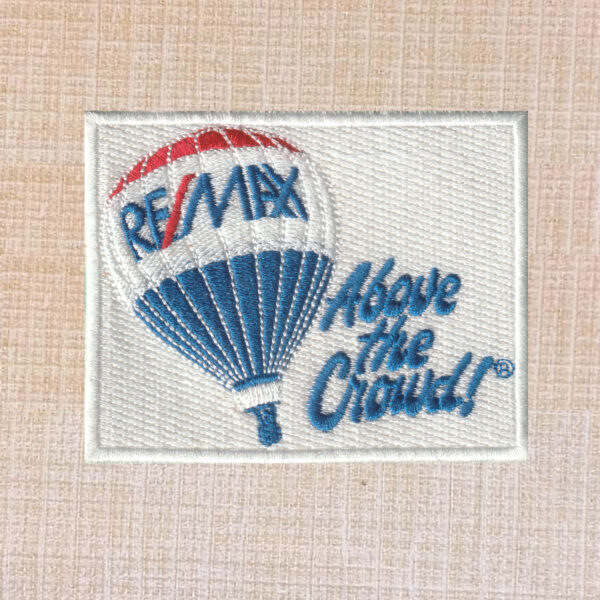 RE/MAX
Above
the
Crowd!®